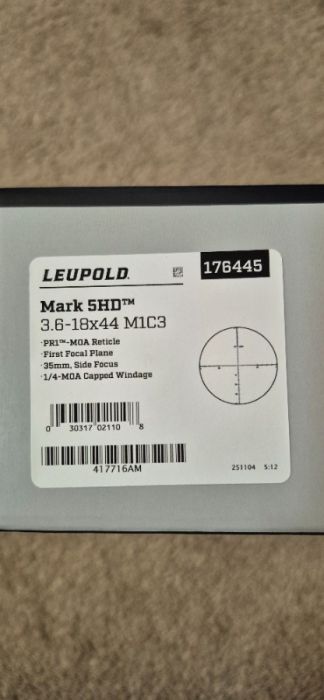 LEUPOLD®
176445
Mark 5HD™
3.6-18x44 M1C3
·PR1™-MOA Reticle
·First Focal Plane
·35mm, Side Focus
·1/4-MOA Capped Windage
0 30317 02110 8
417716AM
251104 5:12